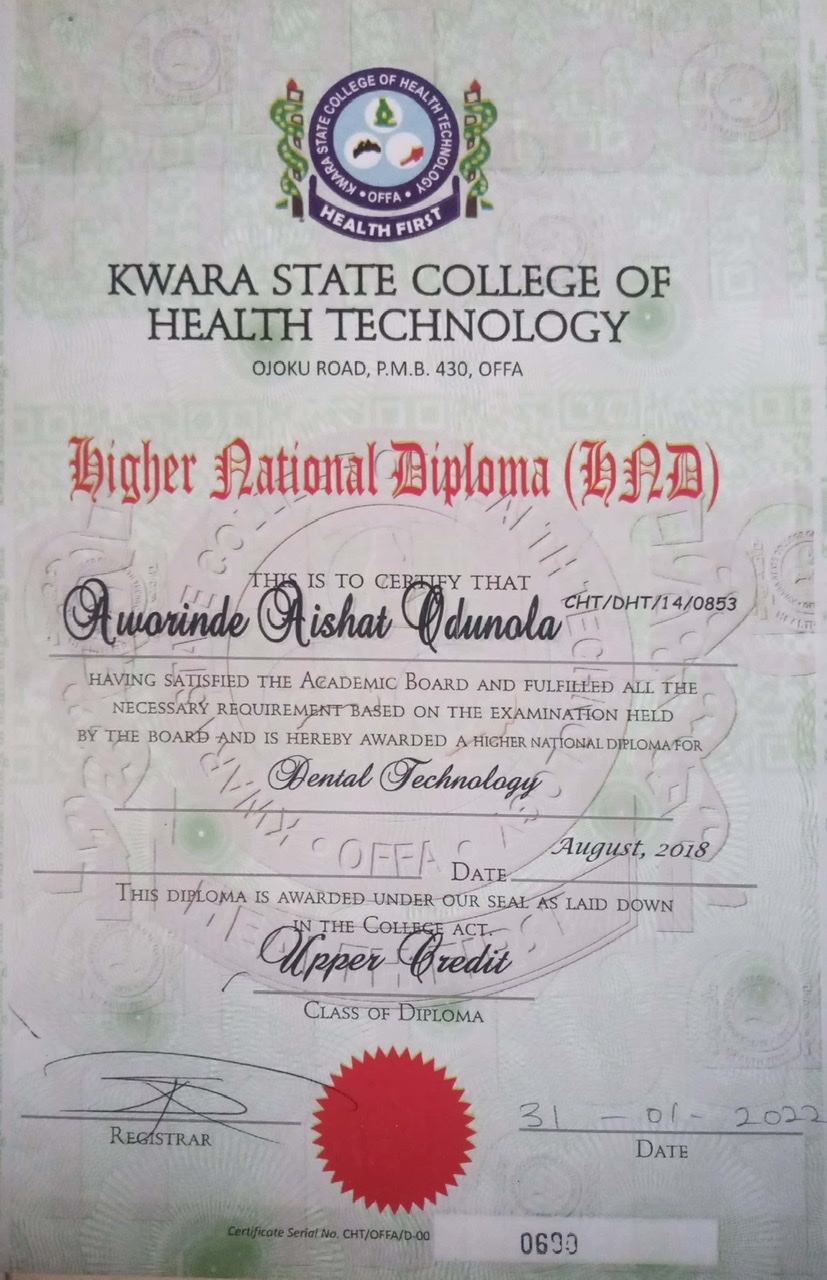 KWARA STATE COLLEGE OF HEALTH TECHNOLOGY
• OFFA •
HEALTH FIRST
KWARA STATE COLLEGE OF
HEALTH TECHNOLOGY
OJOKU ROAD, P.M.B. 430, OFFA
Higher National Diploma (HND)
THIS IS TO CERTIFY THAT
Aworinde Aishat Odunola CHT/DHT/14/0853
HAVING SATISFIED THE ACADEMIC BOARD AND FULFILLED ALL THE
NECESSARY REQUIREMENT BASED ON THE EXAMINATION HELD
BY THE BOARD AND IS HEREBY AWARDED A HIGHER NATIONAL DIPLOMA FOR
Dental Technology
August, 2018
DATE
THIS DIPLOMA IS AWARDED UNDER OUR SEAL AS LAID DOWN
IN THE COLLEGE ACT.
Upper Credit
CLASS OF DIPLOMA
31 - 01 - 2022
REGISTRAR
DATE
Certificate Serial No. CHT/OFFA/D-00